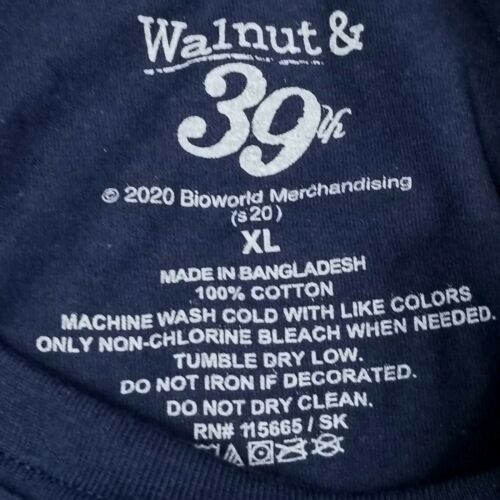 Walnut &
39th
© 2020 Bioworld Merchandising
(s20)
XL
MADE IN BANGLADESH
100% COTTON
MACHINE WASH COLD WITH LIKE COLORS
ONLY NON-CHLORINE BLEACH WHEN NEEDED.
TUMBLE DRY LOW.
DO NOT IRON IF DECORATED.
DO NOT DRY CLEAN.
RN# 115665 / SK